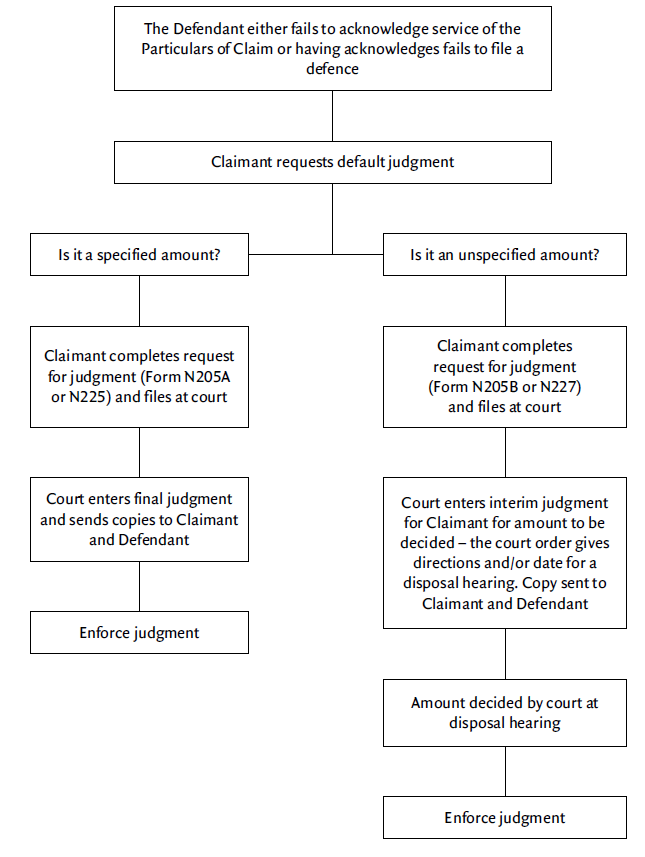 The Defendant either fails to acknowledge service of the
Particulars of Claim or having acknowledges fails to file a
defence
Claimant requests default judgment
Is it a specified amount?
Is it an unspecified amount?
Claimant completes request
for judgment (Form N205A
or N225) and files at court
Claimant completes
request for judgment
(Form N205B or N227)
and files at court
Court enters final judgment
and sends copies to Claimant
and Defendant
Court enters interim judgment
for Claimant for amount to be
decided – the court order gives
directions and/or date for a
disposal hearing. Copy sent to
Claimant and Defendant
Enforce judgment
Amount decided by court at
disposal hearing
Enforce judgment